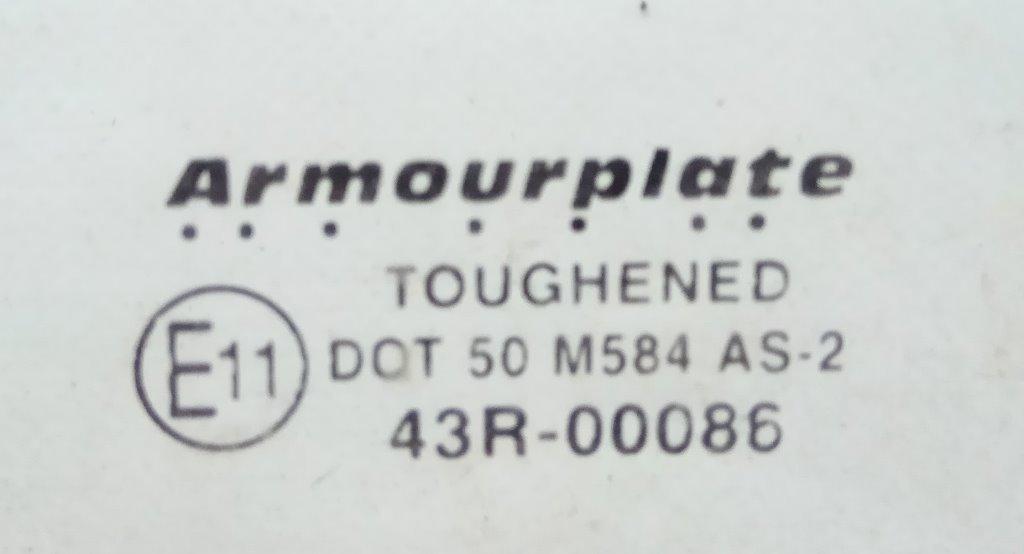 Armourplate
TOUGHENED
E11
DOT 50 M584 AS-2
43R-00086